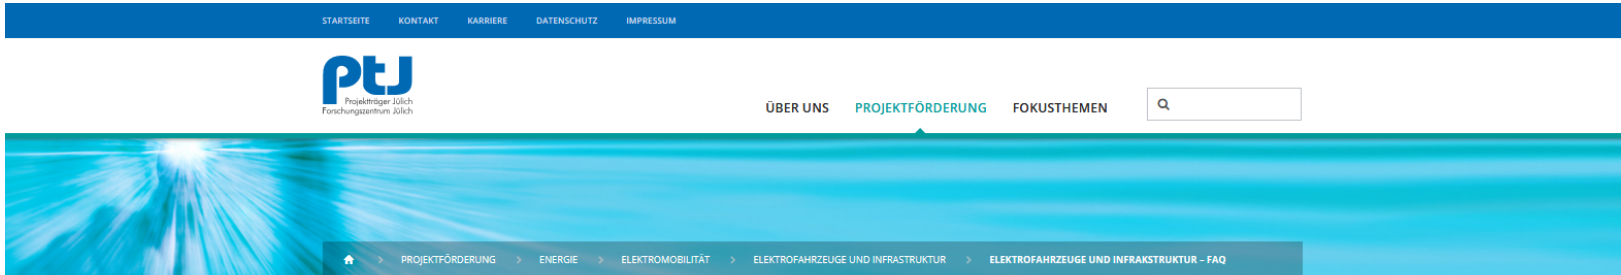 STARTSEITE KONTAKT KARRIERE DATENSCHUTZ IMPRESSUM
ptJ
Projektträger Jülich
Forschungszentrum Jülich
ÜBER UNS PROJEKTFÖRDERUNG FOKUSTHEMEN
PROJEKTFÖRDERUNG > ENERGIE > ELEKTROMOBILITÄT > ELEKTROFAHRZEUGE UND INFRASTRUKTUR > ELEKTROFAHRZEUGE UND INFRAKSTRUKTUR – FAQ